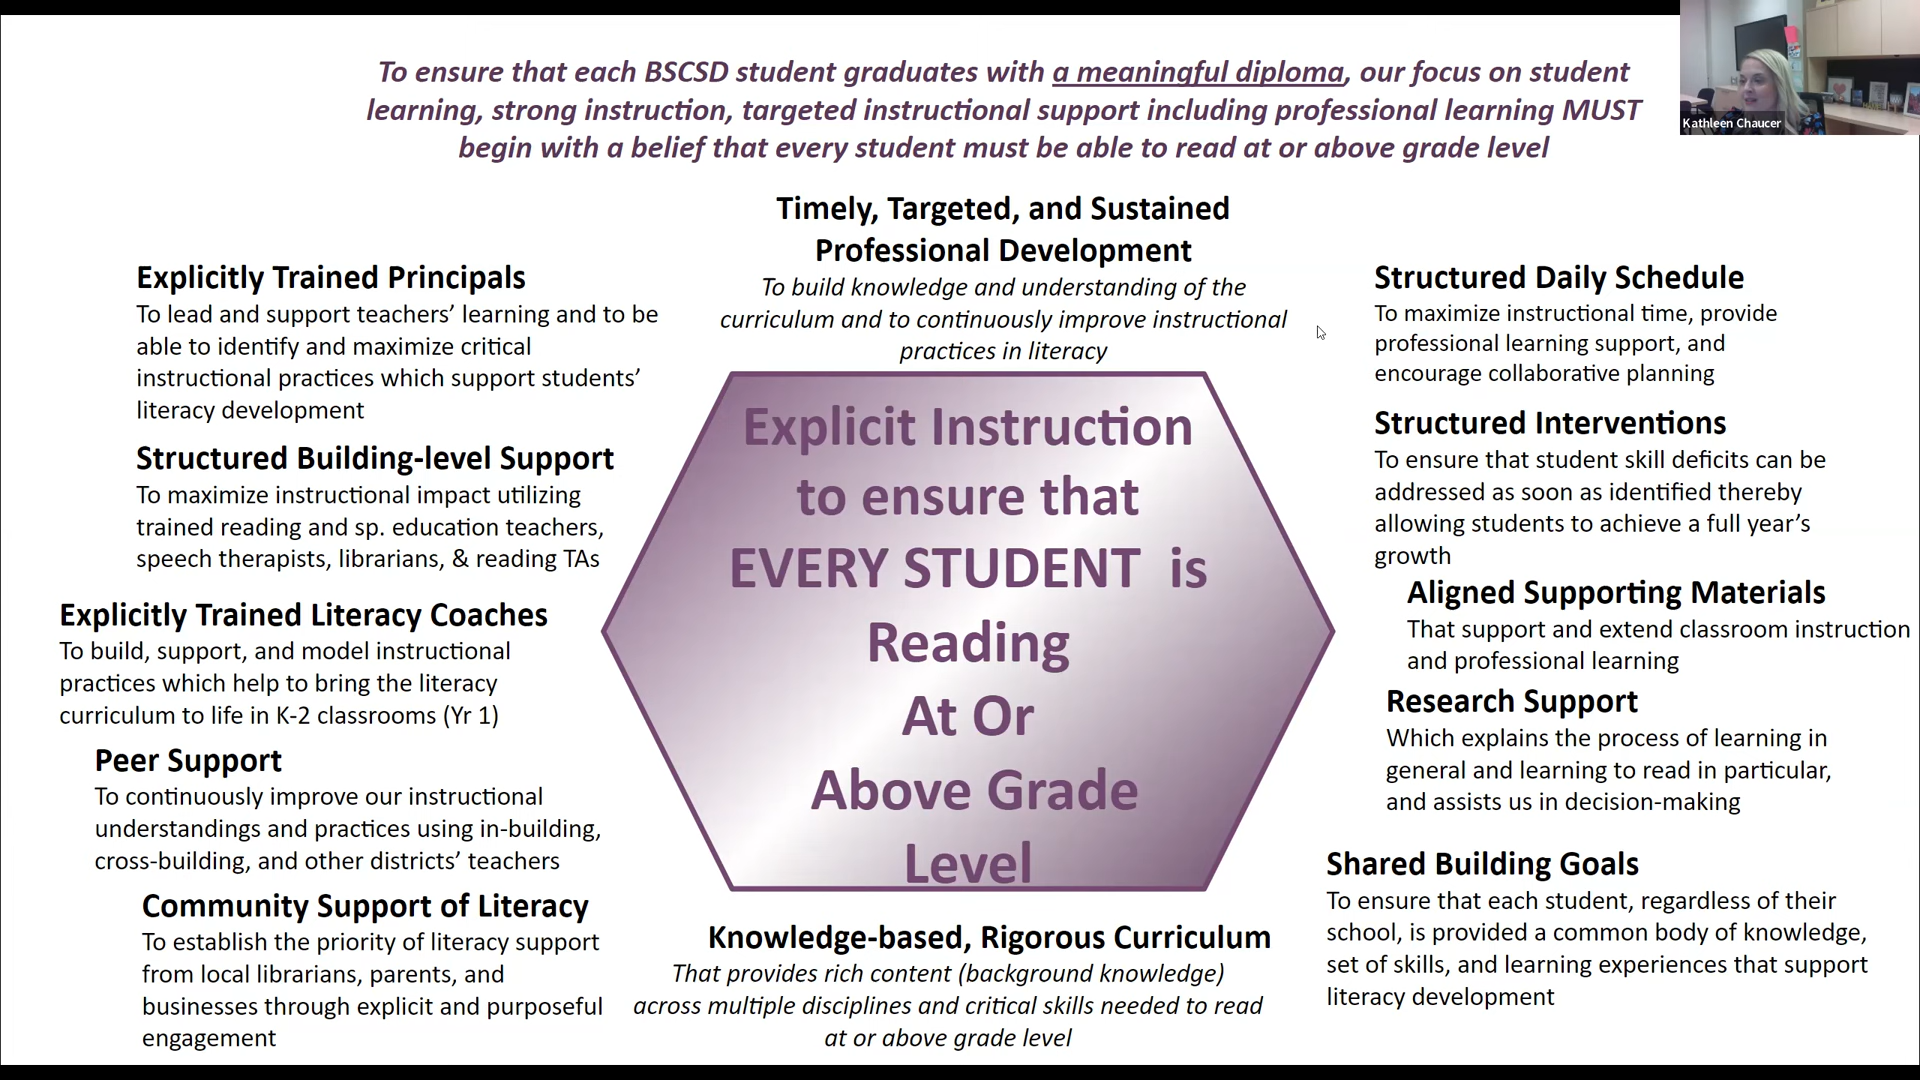 To ensure that each BSCSD student graduates with a meaningful diploma, our focus on student
learning, strong instruction, targeted instructional support including professional learning MUST
begin with a belief that every student must be able to read at or above grade level
Kathleen Chaucer
Timely, Targeted, and Sustained
Professional Development
To build knowledge and understanding of the
curriculum and to continuously improve instructional
practices in literacy
Explicitly Trained Principals
To lead and support teachers’ learning and to be
able to identify and maximize critical
instructional practices which support students’
literacy development
Structured Building-level Support
To maximize instructional impact utilizing
trained reading and sp. education teachers,
speech therapists, librarians, & reading TAs
Explicitly Trained Literacy Coaches
To build, support, and model instructional
practices which help to bring the literacy
curriculum to life in K-2 classrooms (Yr 1)
Peer Support
To continuously improve our instructional
understandings and practices using in-building,
cross-building, and other districts’ teachers
Community Support of Literacy
To establish the priority of literacy support
from local librarians, parents, and
businesses through explicit and purposeful
engagement
Explicit Instruction
to ensure that
EVERY STUDENT is
Reading
At Or
Above Grade
Level
Knowledge-based, Rigorous Curriculum
That provides rich content (background knowledge)
across multiple disciplines and critical skills needed to read
at or above grade level
Structured Daily Schedule
To maximize instructional time, provide
professional learning support, and
encourage collaborative planning
Structured Interventions
To ensure that student skill deficits can be
addressed as soon as identified thereby
allowing students to achieve a full year’s
growth
Aligned Supporting Materials
That support and extend classroom instruction
and professional learning
Research Support
Which explains the process of learning in
general and learning to read in particular,
and assists us in decision-making
Shared Building Goals
To ensure that each student, regardless of their
school, is provided a common body of knowledge,
set of skills, and learning experiences that support
literacy development